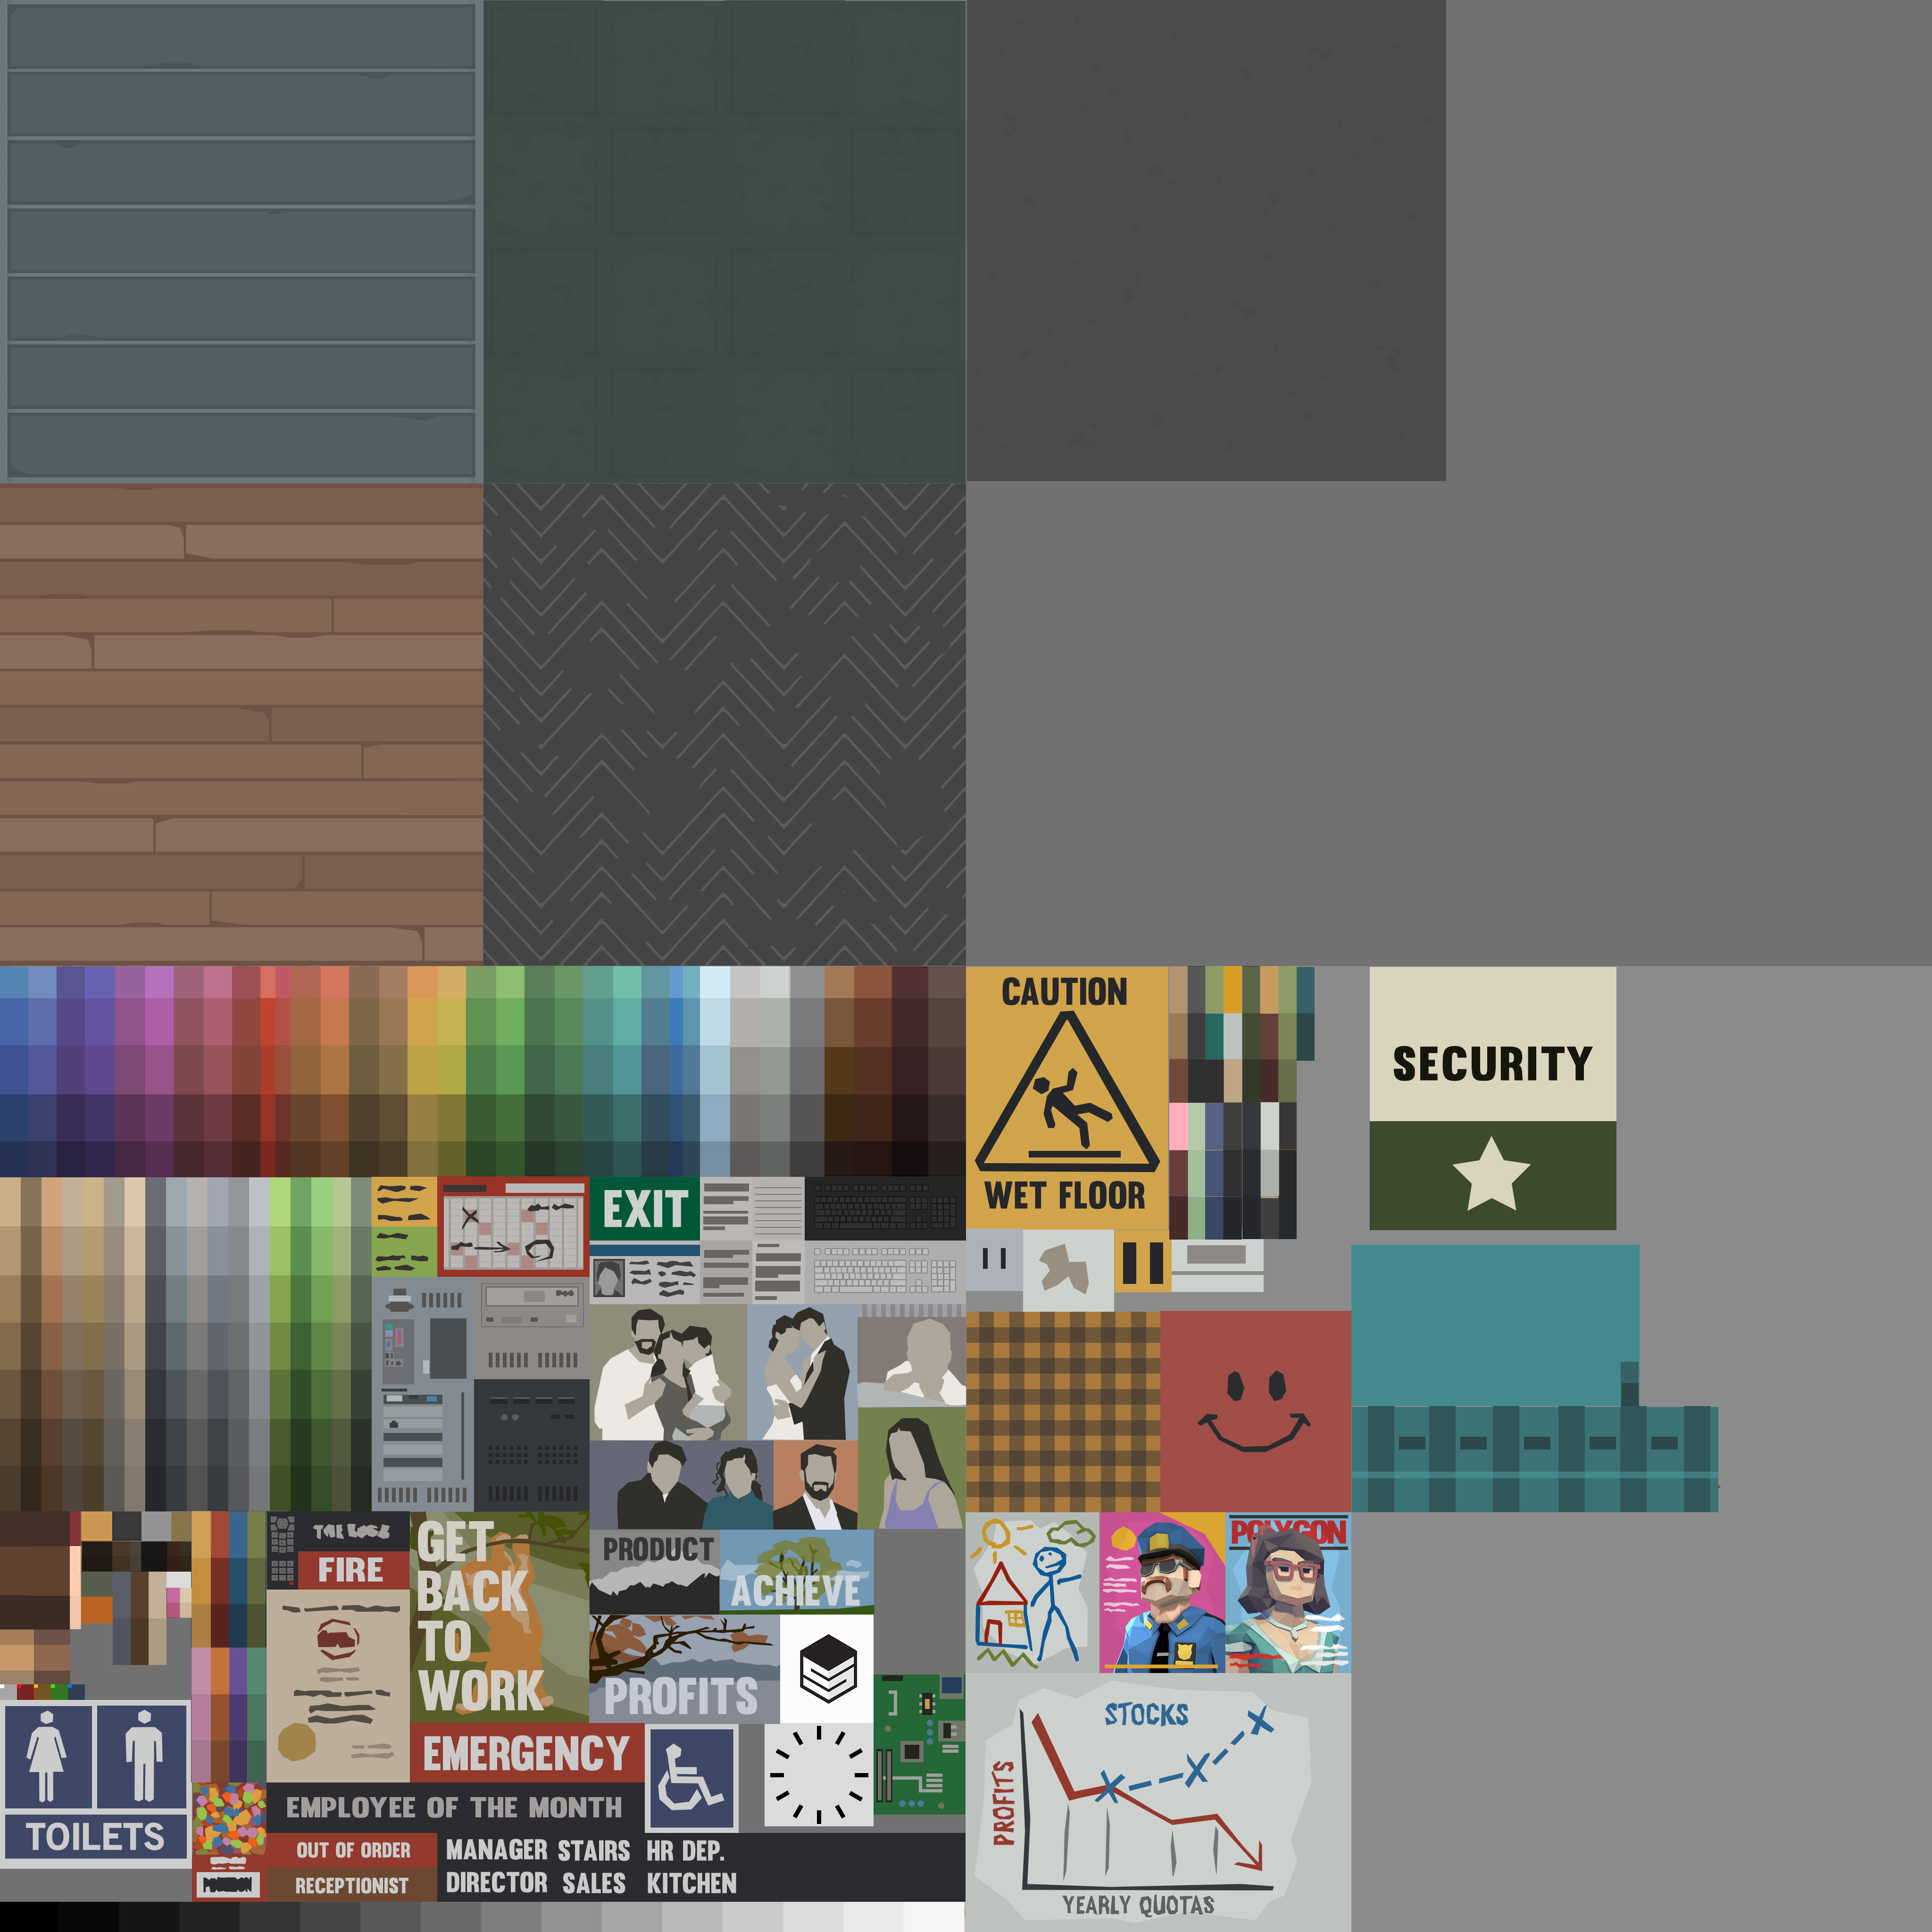 CAUTION
WET FLOOR
SECURITY
EXIT
FIRE
GET
BACK
TO
WORK
PRODUCT
ACHIEVE
PROFITS
POLYGON
EMERGENCY
EMPLOYEE OF THE MONTH
TOILETS
OUT OF ORDER
RECEPTIONIST
MANAGER STAIRS HR DEP.
DIRECTOR SALES KITCHEN
STOCKS
PROFITS
YEARLY QUOTAS